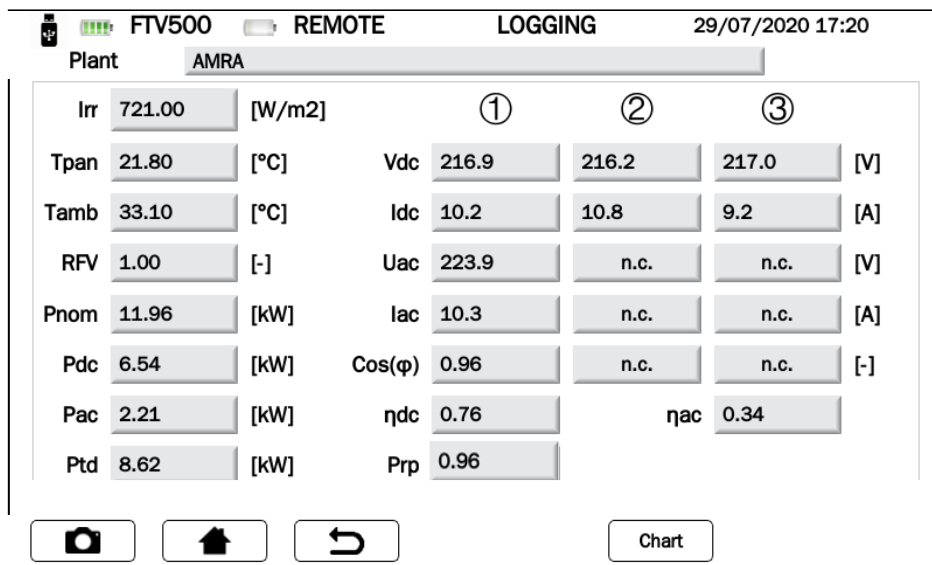 FTV500 REMOTE LOGGING 29/07/2020 17:20
Plant AMRA
Irr 721.00 [W/m2] ① ② ③
Tpan 21.80 [°C] Vdc 216.9 216.2 217.0 [V]
Tamb 33.10 [°C] Idc 10.2 10.8 9.2 [A]
RFV 1.00 [-] Uac 223.9 n.c. n.c. [V]
Pnom 11.96 [kW] Iac 10.3 n.c. n.c. [A]
Pdc 6.54 [kW] Cos(φ) 0.96 n.c. n.c. [-]
Pac 2.21 [kW] ηdc 0.76 ηac 0.34
Ptd 8.62 [kW] Prp 0.96
Chart